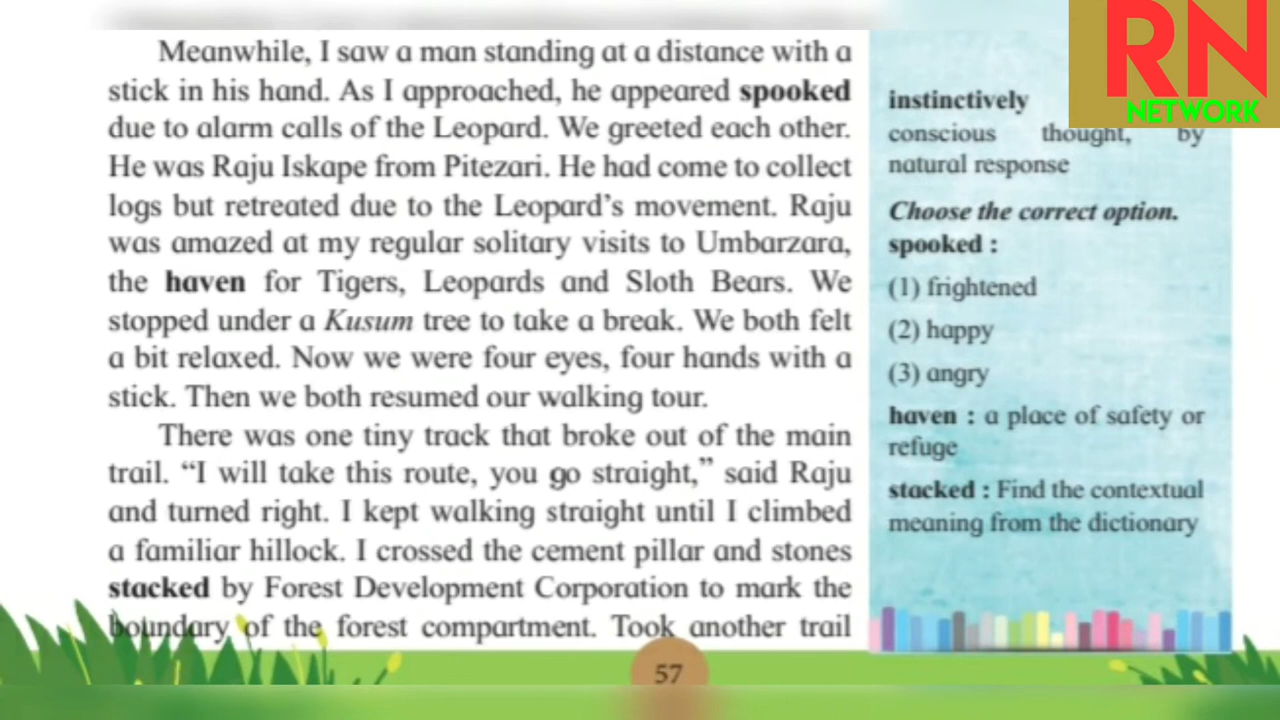 Meanwhile, I saw a man standing at a distance with a
stick in his hand. As I approached, he appeared spooked
due to alarm calls of the Leopard. We greeted each other.
He was Raju Iskape from Pitezari. He had come to collect
logs but retreated due to the Leopard's movement. Raju
was amazed at my regular solitary visits to Umbarzara,
the haven for Tigers, Leopards and Sloth Bears. We
stopped under a Kusum tree to take a break. We both felt
a bit relaxed. Now we were four eyes, four hands with a
stick. Then we both resumed our walking tour.
There was one tiny track that broke out of the main
trail. “I will take this route, you go straight,” said Raju
and turned right. I kept walking straight until I climbed
a familiar hillock. I crossed the cement pillar and stones
stacked by Forest Development Corporation to mark the
boundary of the forest compartment. Took another trail
RN
NETWORK
instinctively
conscious thought, by
natural response
Choose the correct option.
spooked :
(1) frightened
(2) happy
(3) angry
haven : a place of safety or
refuge
stacked : Find the contextual
meaning from the dictionary
57